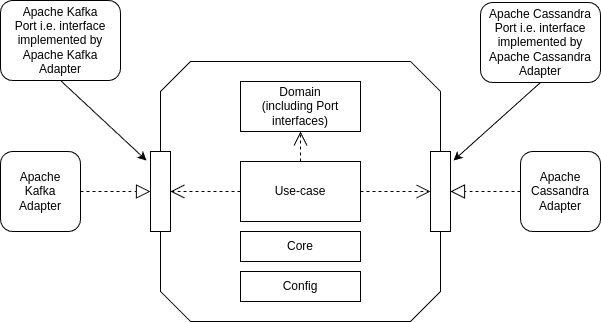 Apache Kafka
Port i.e. interface
implemented by
Apache Kafka
Adapter
Apache Cassandra
Port i.e. interface
implemented by
Apache Cassandra
Adapter
Domain
(including Port
interfaces)
Apache
Kafka
Adapter
Use-case
Apache
Cassandra
Adapter
Core
Config